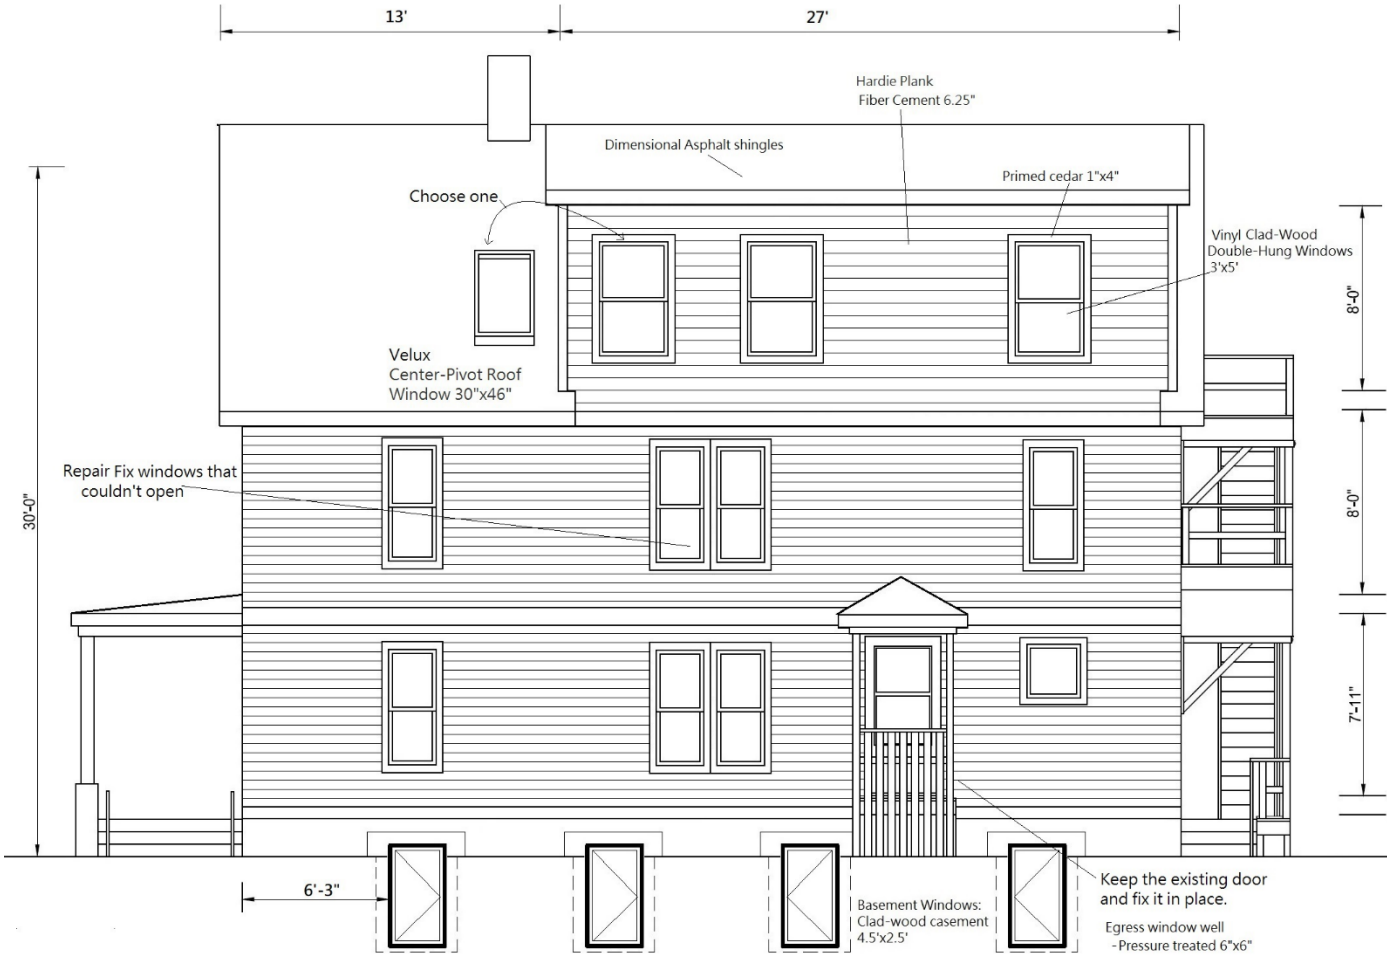 13'
27'
Hardie Plank
Fiber Cement 6.25"
Dimensional Asphalt shingles
Primed cedar 1"x4"
Choose one
Vinyl Clad-Wood
Double-Hung Windows
3'x5'
8'-0"
Velux
Center-Pivot Roof
Window 30"x46"
Repair Fix windows that
couldn't open
30'-0"
8'-0"
7'-11"
6'-3"
Keep the existing door
and fix it in place.
Basement Windows:
Clad-wood casement
4.5'x2.5'
Egress window well
-Pressure treated 6"x6"